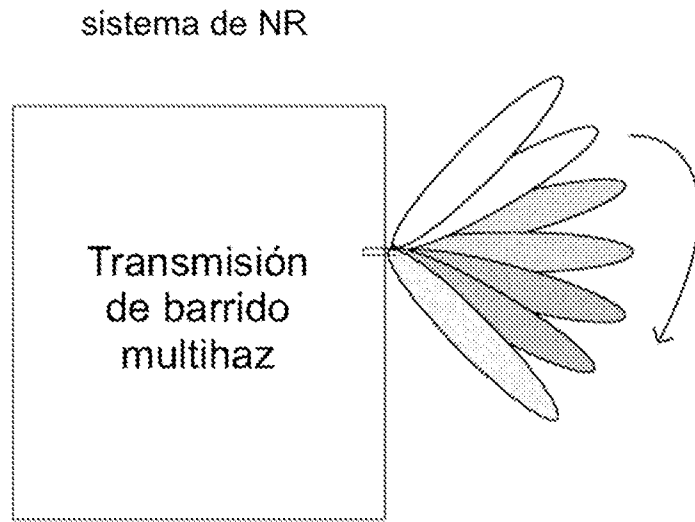 sistema de NR
Transmisión
de barrido
multihaz